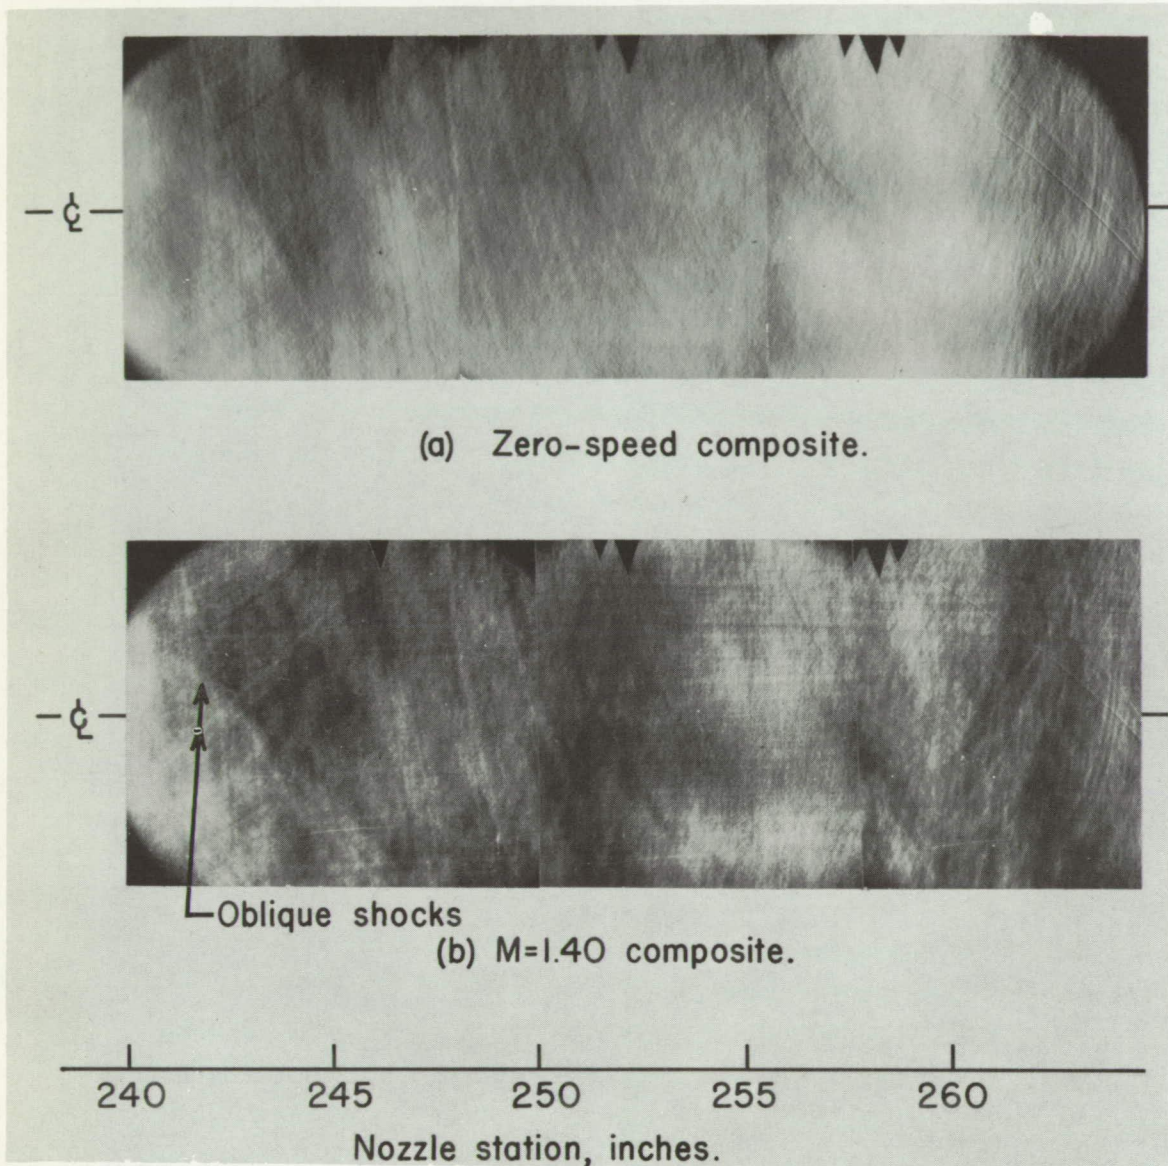 ℄
(a) Zero-speed composite.
℄
Oblique shocks
(b) M=1.40 composite.
240 245 250 255 260
Nozzle station, inches.